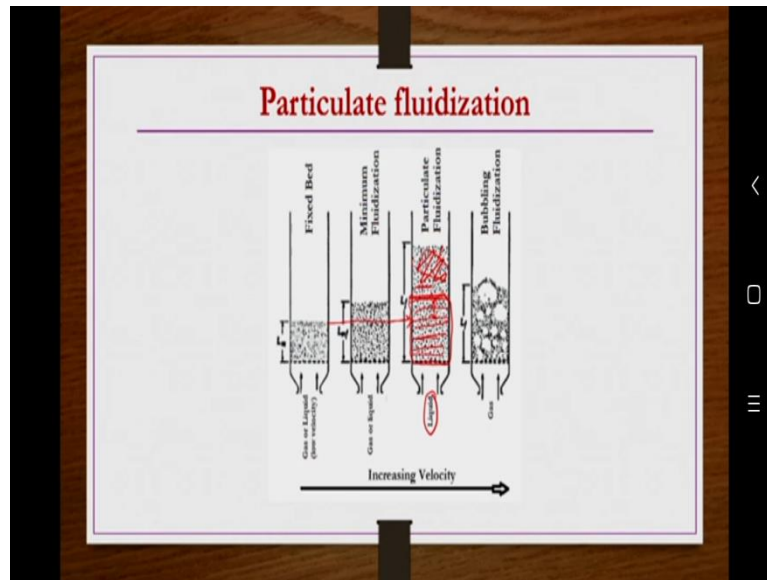 Particulate fluidization
Fixed Bed
Minimum
Fluidization
Particulate
Fluidization
Bubbling
Fluidization
Gas or Liquid
(low velocity)
Gas or liquid
Liquid
Gas
Increasing Velocity